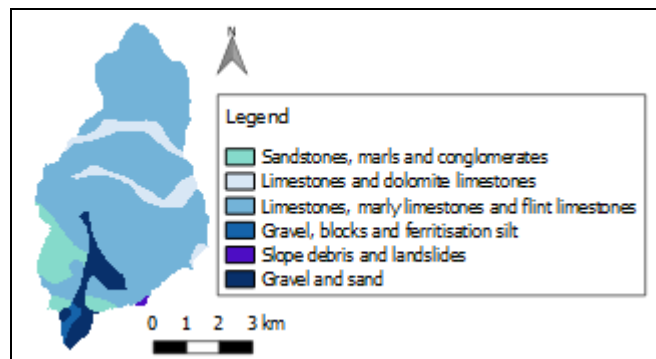 N
Legend
Sandstones, marls and conglomerates
Limestones and dolomite limestones
Limestones, marly limestones and flint limestones
Gravel, blocks and ferritisation silt
Slope debris and landslides
Gravel and sand
0 1 2 3 km